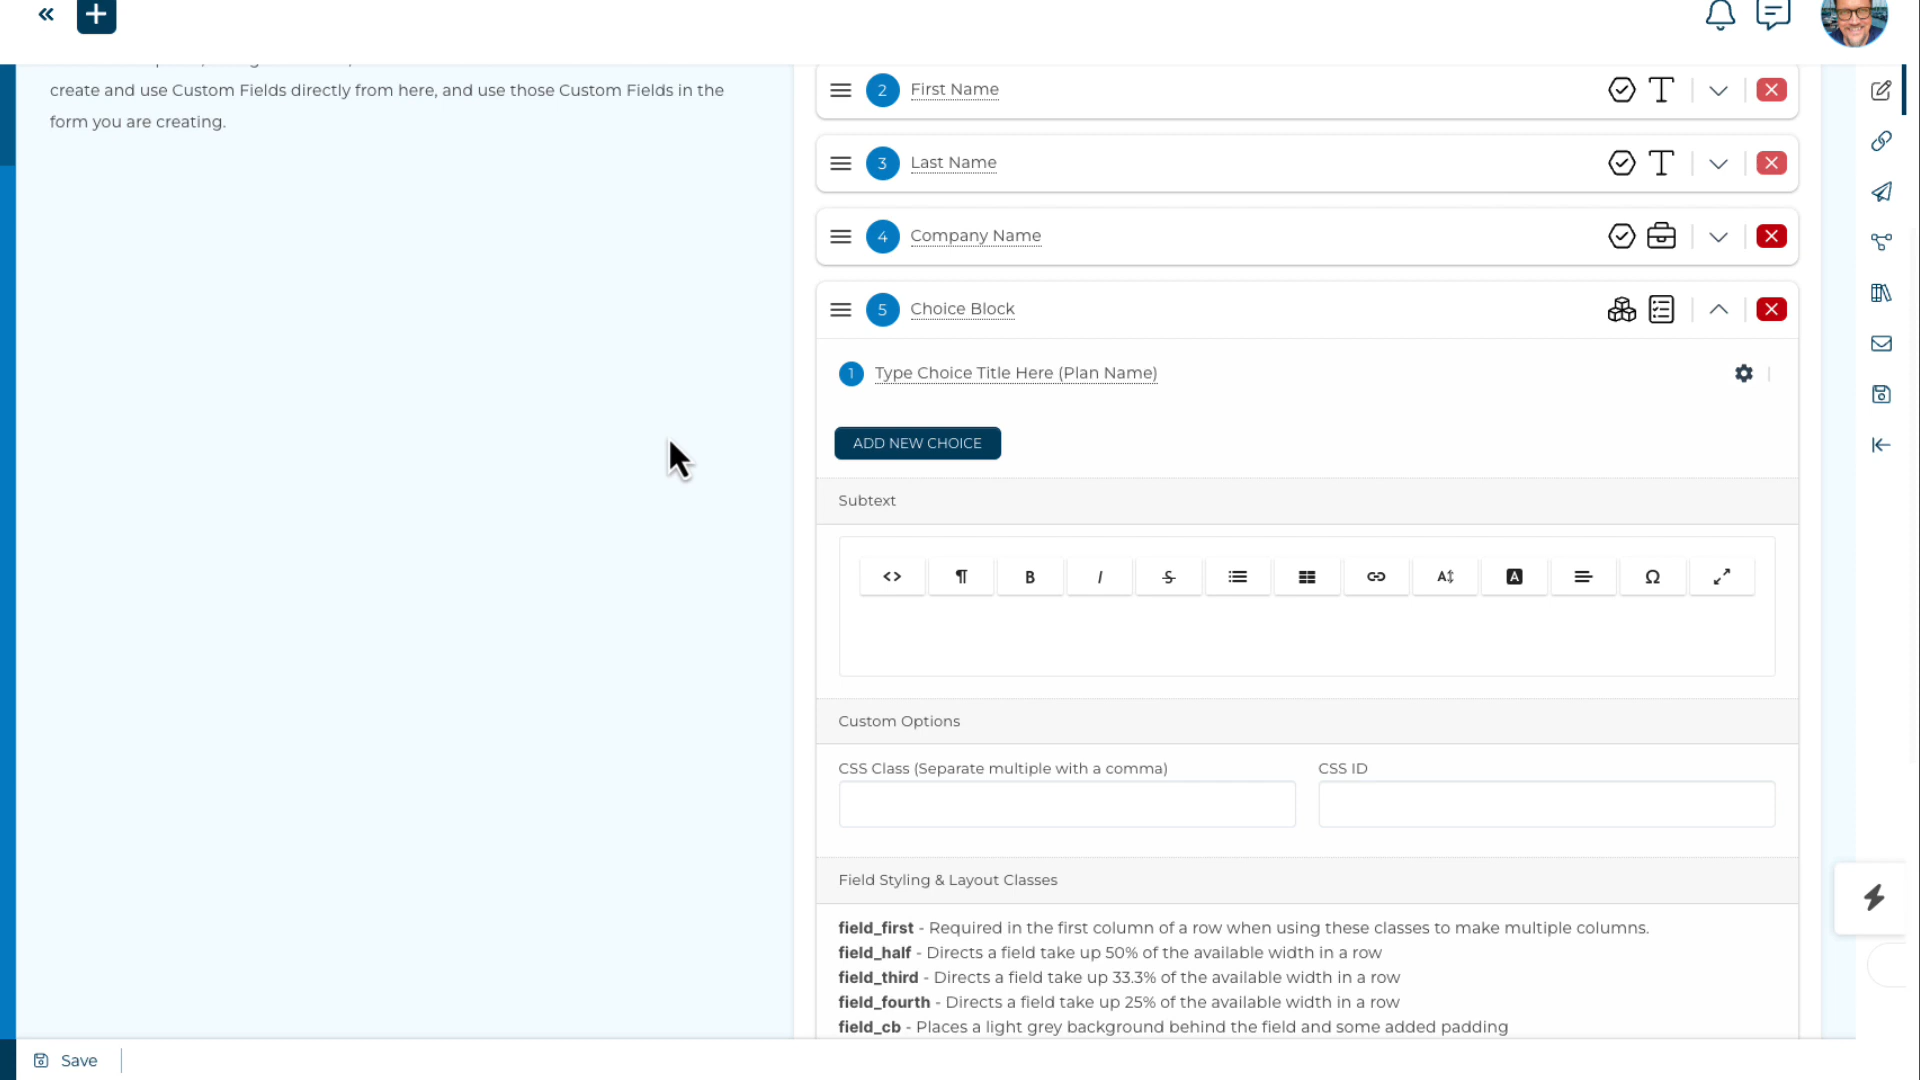 create and use Custom Fields directly from here, and use those Custom Fields in the
form you are creating.
2 First Name
3 Last Name
4 Company Name
5 Choice Block
1 Type Choice Title Here (Plan Name)
ADD NEW CHOICE
Subtext
Custom Options
CSS Class (Separate multiple with a comma)
CSS ID
Field Styling & Layout Classes
field_first - Required in the first column of a row when using these classes to make multiple columns.
field_half - Directs a field take up 50% of the available width in a row
field_third - Directs a field take up 33.3% of the available width in a row
field_fourth - Directs a field take up 25% of the available width in a row
field_cb - Places a light grey background behind the field and some added padding
Save